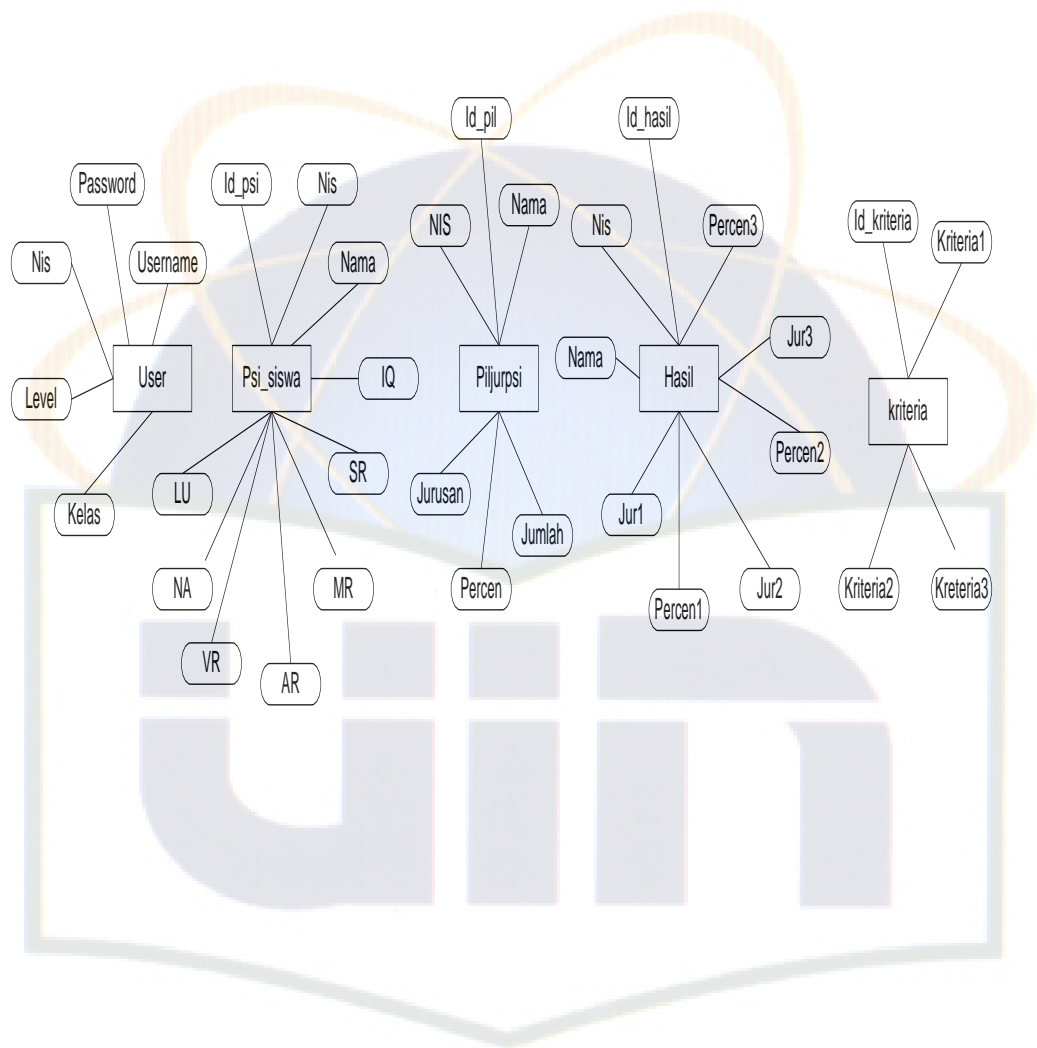 Id_pil
Id_hasil
Password
Id_psi
Nis
Nama
NIS
Nis
Percen3
Id_kriteria
Kriteria1
Nis
Username
Nama
Jur3
Nama
User
Psi_siswa
IQ
Piljurpsi
Hasil
Level
kriteria
Percen2
SR
LU
Jurusan
Kelas
Jur1
Jumlah
NA
MR
Percen
Jur2
Kriteria2
Kreteria3
Percen1
VR
AR
uin